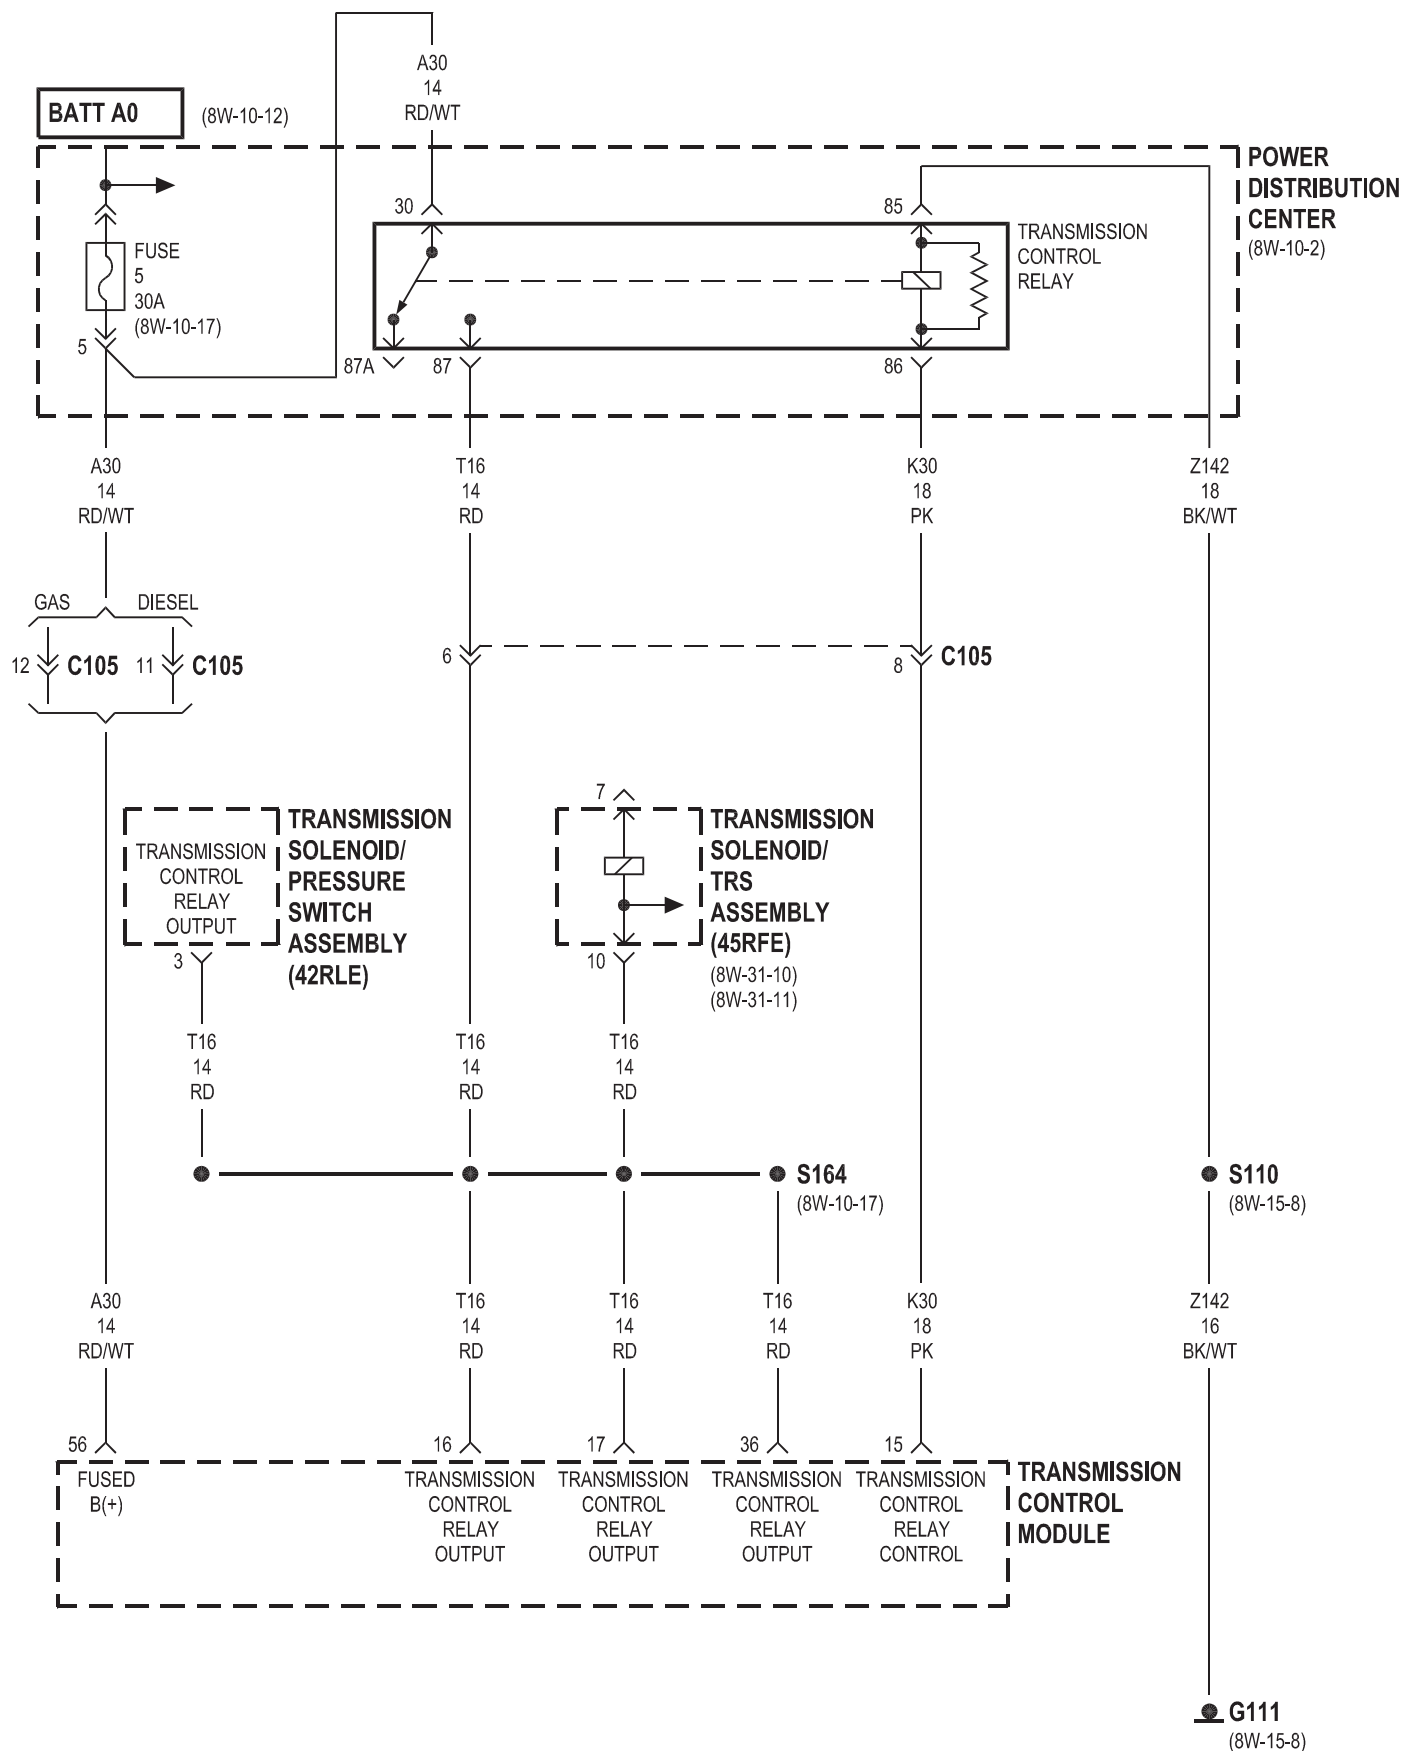 A30
14
RD/WT
BATT A0
(8W-10-12)
POWER
DISTRIBUTION
CENTER
(8W-10-2)
30
85
TRANSMISSION
CONTROL
RELAY
FUSE
5
30A
(8W-10-17)
5
87A
87
86
A30
14
RD/WT
T16
14
RD
K30
18
PK
Z142
18
BK/WT
GAS
DIESEL
12
C105
11
C105
6
8
C105
7
TRANSMISSION
CONTROL
RELAY
OUTPUT
TRANSMISSION
SOLENOID/
PRESSURE
SWITCH
ASSEMBLY
(42RLE)
TRANSMISSION
SOLENOID/
TRS
ASSEMBLY
(45RFE)
(8W-31-10)
(8W-31-11)
3
10
T16
14
RD
T16
14
RD
T16
14
RD
S164
(8W-10-17)
S110
(8W-15-8)
A30
14
RD/WT
T16
14
RD
T16
14
RD
T16
14
RD
K30
18
PK
Z142
16
BK/WT
56
16
17
36
15
FUSED
B(+)
TRANSMISSION
CONTROL
RELAY
OUTPUT
TRANSMISSION
CONTROL
RELAY
OUTPUT
TRANSMISSION
CONTROL
RELAY
OUTPUT
TRANSMISSION
CONTROL
RELAY
CONTROL
TRANSMISSION
CONTROL
MODULE
G111
(8W-15-8)